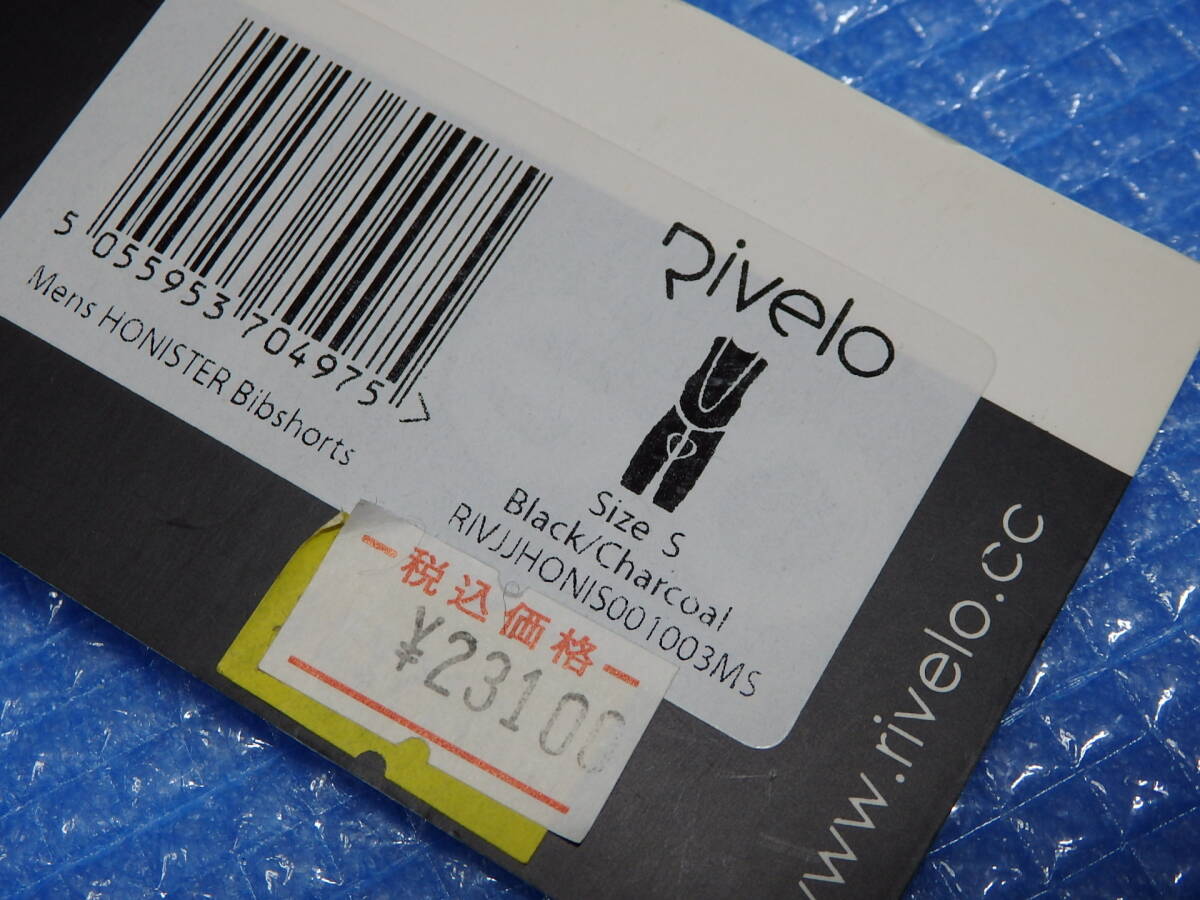 5 055953 704975 >
Mens HONISTER Bibshorts
Rivelo
Size S
Black/Charcoal
RIVJJHONIS001003MS
税込価格
¥23100
www.rivelo.cc